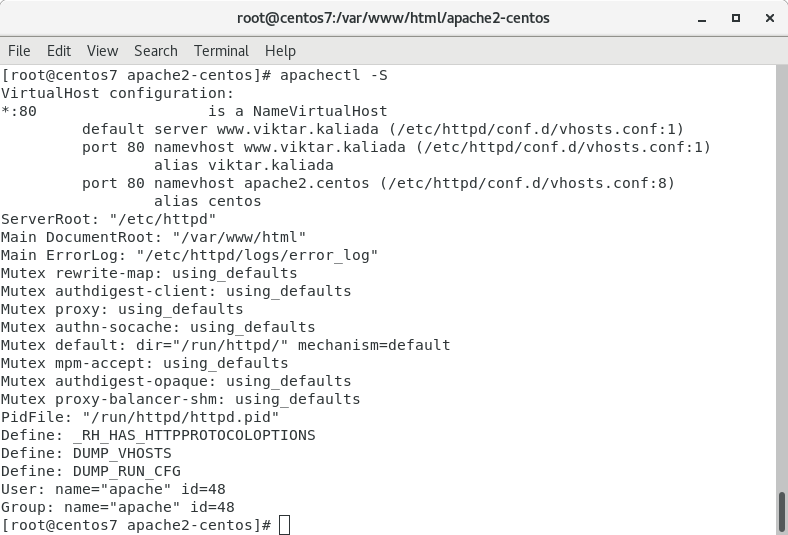 root@centos7:/var/www/html/apache2-centos
File Edit View Search Terminal Help
[root@centos7 apache2-centos]# apachectl -S
VirtualHost configuration:
*:80                   is a NameVirtualHost
         default server www.viktar.kaliada (/etc/httpd/conf.d/vhosts.conf:1)
         port 80 namevhost www.viktar.kaliada (/etc/httpd/conf.d/vhosts.conf:1)
                 alias viktar.kaliada
         port 80 namevhost apache2.centos (/etc/httpd/conf.d/vhosts.conf:8)
                 alias centos
ServerRoot: "/etc/httpd"
Main DocumentRoot: "/var/www/html"
Main ErrorLog: "/etc/httpd/logs/error_log"
Mutex rewrite-map: using_defaults
Mutex authdigest-client: using_defaults
Mutex proxy: using_defaults
Mutex authn-socache: using_defaults
Mutex default: dir="/run/httpd/" mechanism=default
Mutex mpm-accept: using_defaults
Mutex authdigest-opaque: using_defaults
Mutex proxy-balancer-shm: using_defaults
PidFile: "/run/httpd/httpd.pid"
Define: _RH_HAS_HTTPPROTOCOLOPTIONS
Define: DUMP_VHOSTS
Define: DUMP_RUN_CFG
User: name="apache" id=48
Group: name="apache" id=48
[root@centos7 apache2-centos]#